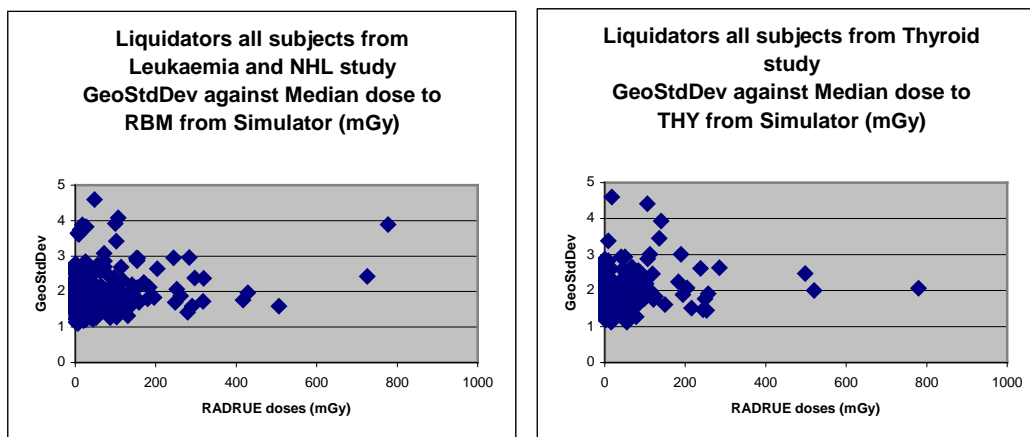 Liquidators all subjects from
Leukaemia and NHL study
GeoStdDev against Median dose to
RBM from Simulator (mGy)
5
4
3
2
1
0
GeoStdDev
0 200 400 600 800 1000
RADRUE doses (mGy)
Liquidators all subjects from Thyroid
study
GeoStdDev against Median dose to
THY from Simulator (mGy)
5
4
3
2
1
0
GeoStdDev
0 200 400 600 800 1000
RADRUE doses (mGy)